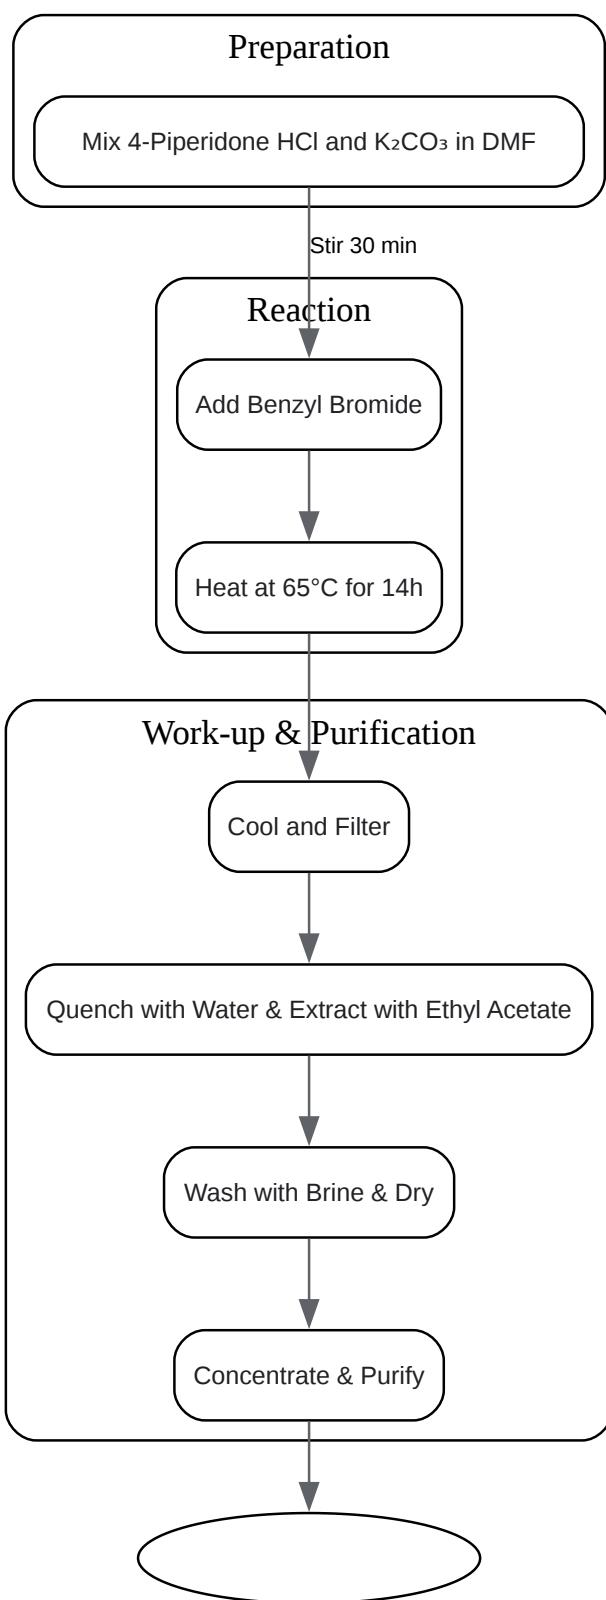 Preparation
Mix 4-Piperidone HCl and K₂CO₃ in DMF
Stir 30 min
Reaction
Add Benzyl Bromide
Heat at 65°C for 14h
Work-up & Purification
Cool and Filter
Quench with Water & Extract with Ethyl Acetate
Wash with Brine & Dry
Concentrate & Purify